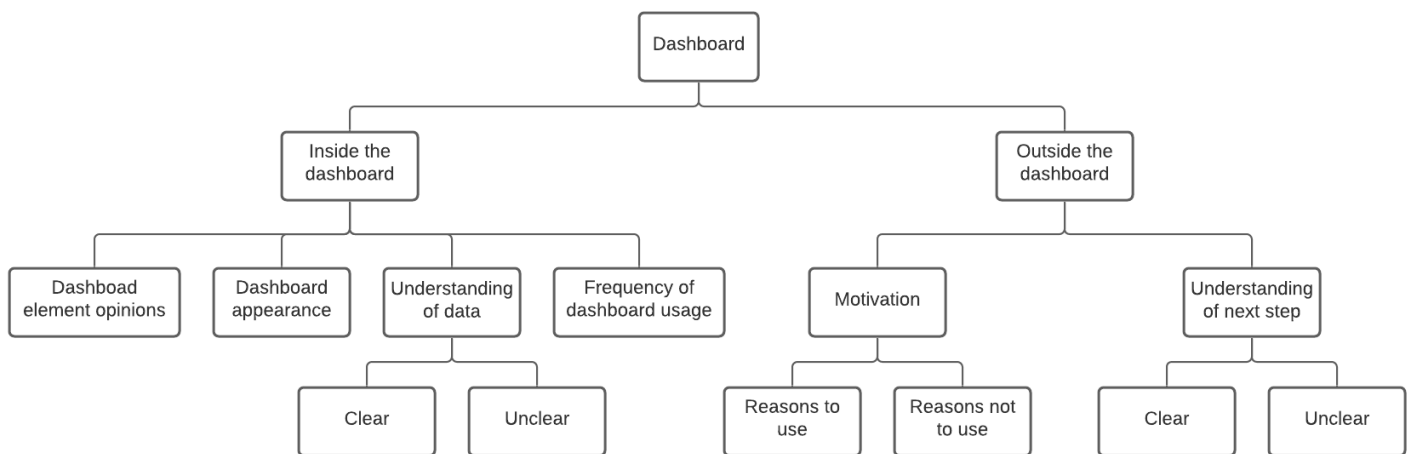 Dashboard
Inside the
dashboard
Outside the
dashboard
Dashboad
element opinions
Dashboard
appearance
Understanding
of data
Frequency of
dashboard usage
Motivation
Understanding
of next step
Clear
Unclear
Reasons to
use
Reasons not
to use
Clear
Unclear